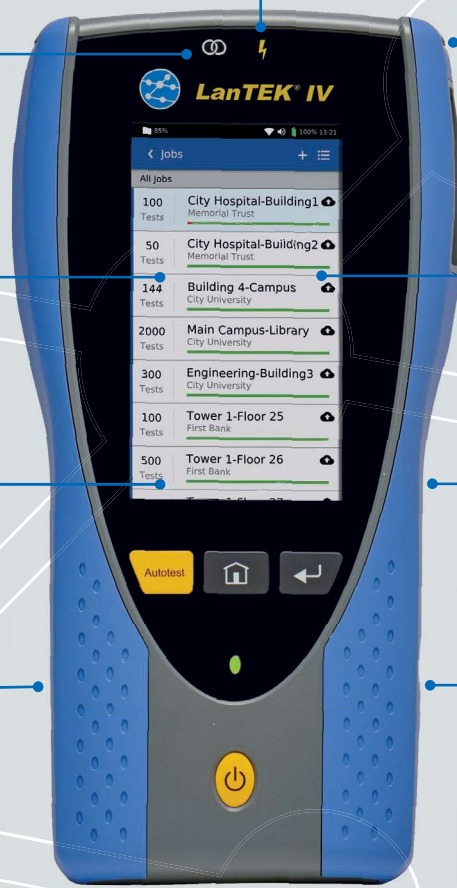 LanTEK® IV
85% 100% 13:21
Jobs
All Jobs
100 Tests City Hospital-Building1
Memorial Trust
50 Tests City Hospital-Building2
Memorial Trust
144 Tests Building 4-Campus
City University
2000 Tests Main Campus-Library
City University
300 Tests Engineering-Building3
City University
100 Tests Tower 1-Floor 25
First Bank
500 Tests Tower 1-Floor 26
First Bank
Autotest